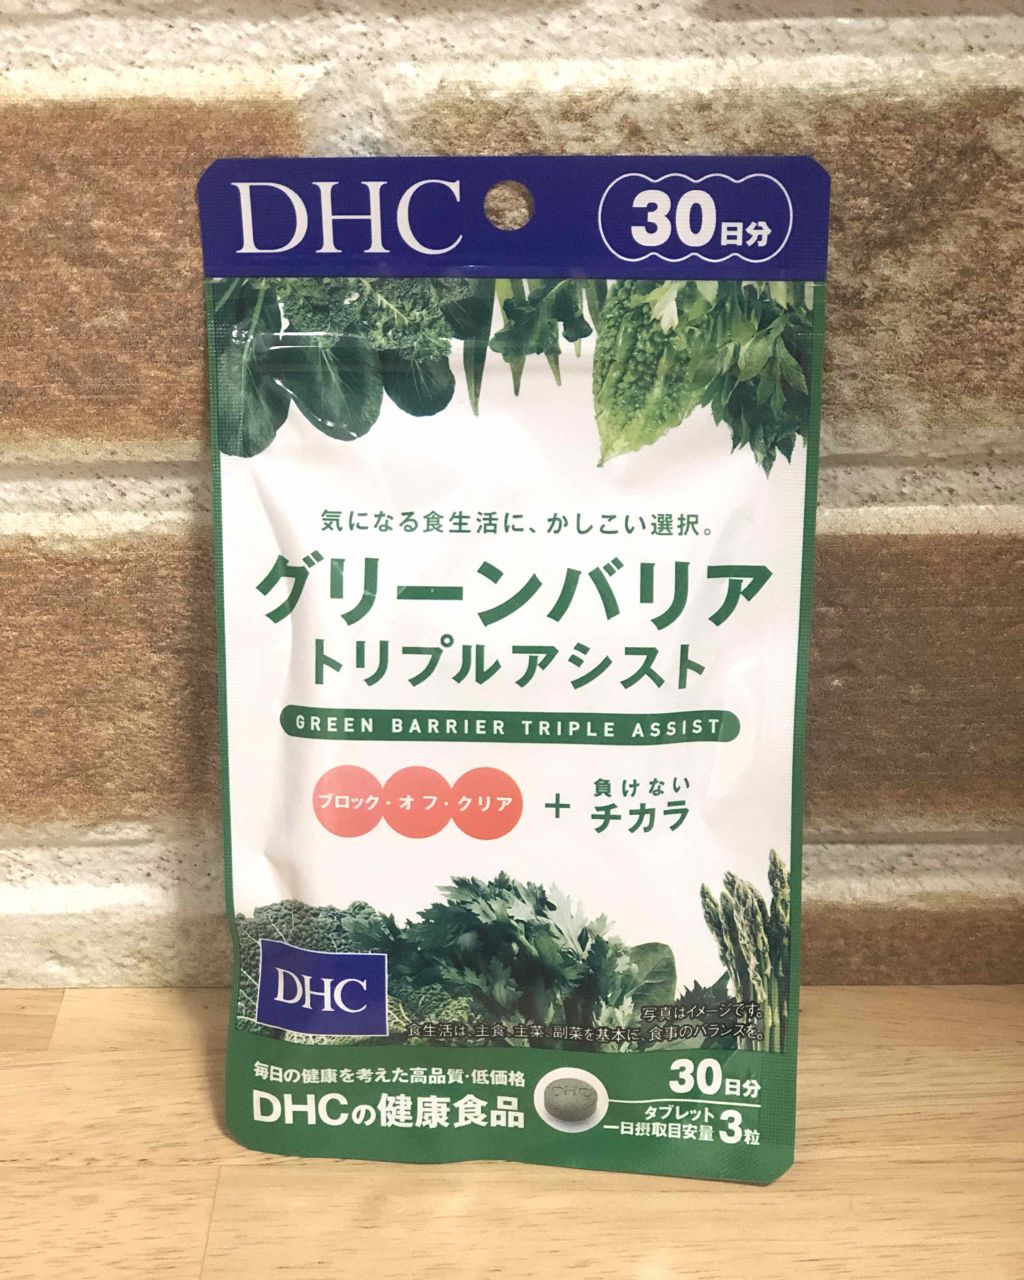 DHC
30日分
気になる食生活に、かしこい選択。
グリーンバリア
トリプルアシスト
GREEN BARRIER TRIPLE ASSIST
ブロック・オフ・クリア
+
負けない
チカラ
DHC
写真はイメージです。
食生活は、主食、主菜、副菜を基本に、食事のバランスを。
毎日の健康を考えた高品質・低価格
DHCの健康食品
DHC
30日分
タブレット
一日摂取目安量 3粒